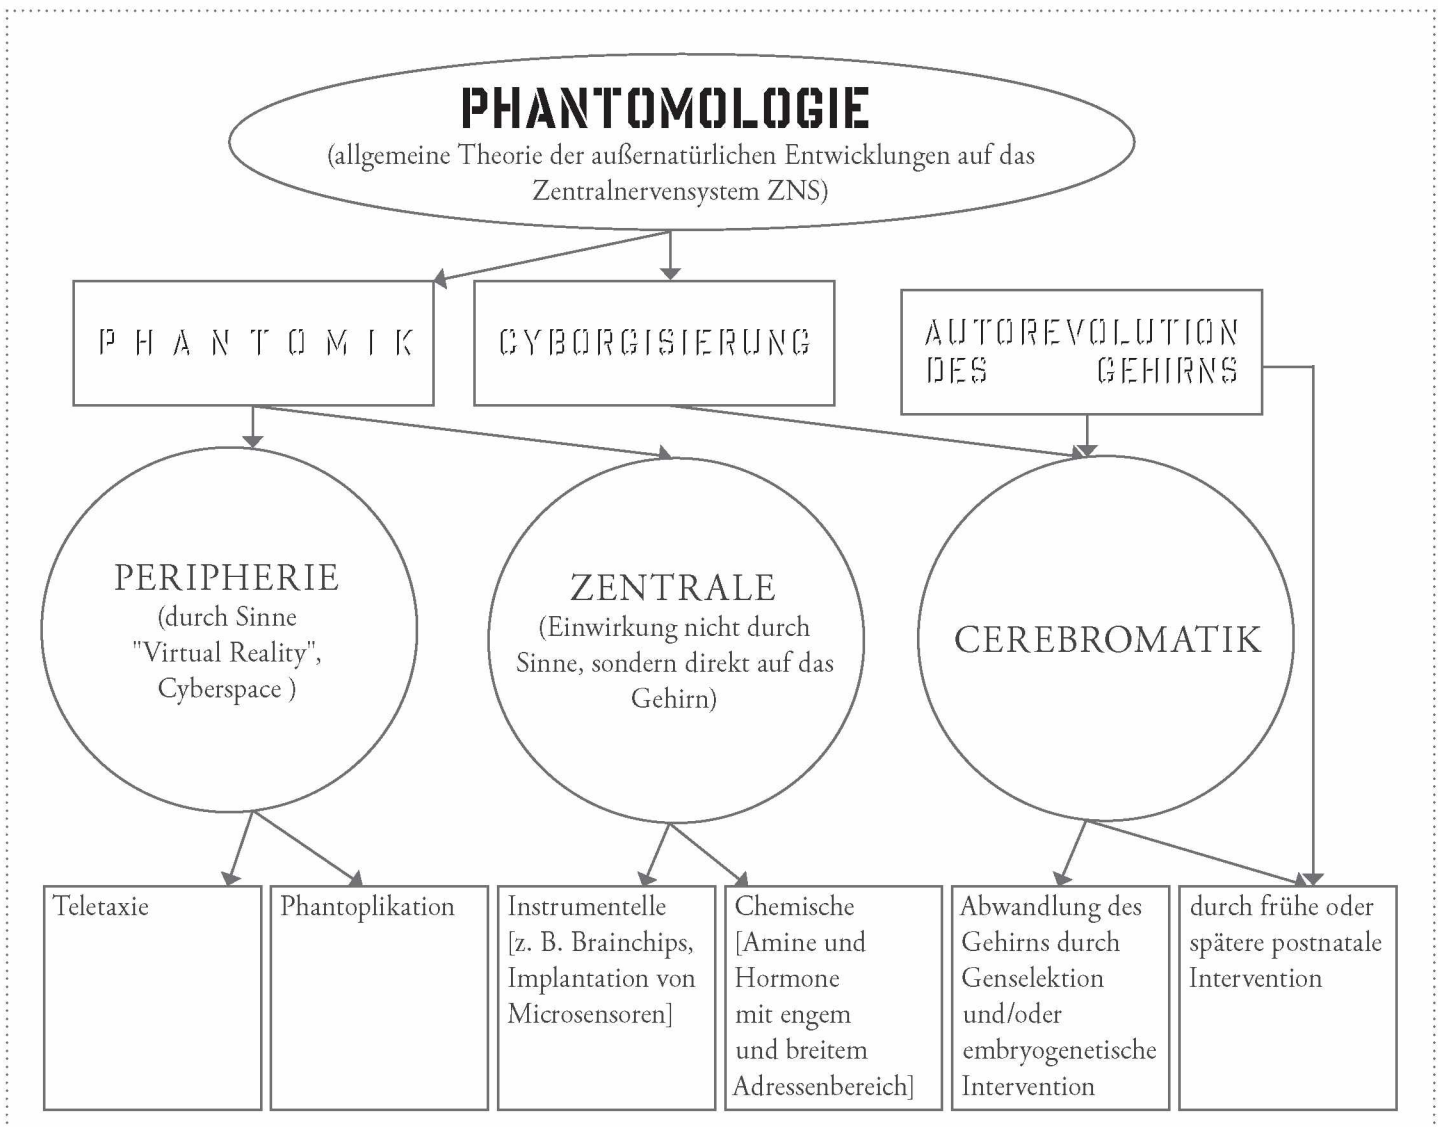 PHANTOMOLOGIE
(allgemeine Theorie der außernatürlichen Entwicklungen auf das
Zentralnervensystem ZNS)
PHANTOMIK
CYBORGISIERUNG
AUTOREVOLUTION
DES GEHIRNS
PERIPHERIE
(durch Sinne
"Virtual Reality",
Cyberspace )
ZENTRALE
(Einwirkung nicht durch
Sinne, sondern direkt auf das
Gehirn)
CEREBROMATIK
Teletaxie
Phantoplikation
Instrumentelle
[z. B. Brainchips,
Implantation von
Microsensoren]
Chemische
[Amine und
Hormone
mit engem
und breitem
Adressenbereich]
Abwandlung des
Gehirns durch
Genselektion
und/oder
embryogenetische
Intervention
durch frühe oder
spätere postnatale
Intervention